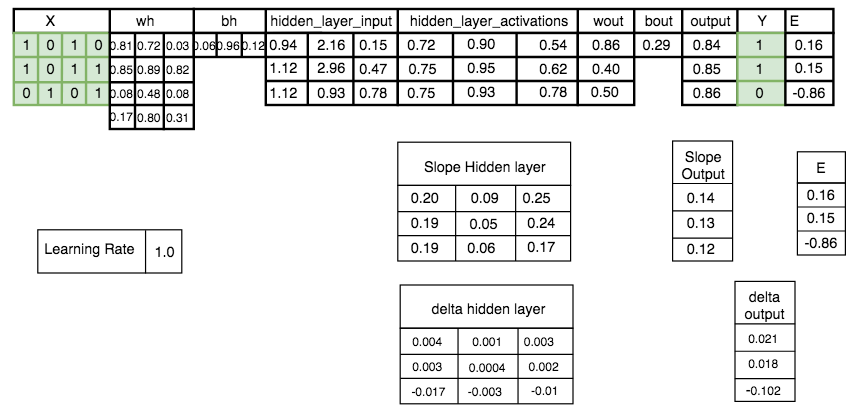 X wh bh hidden_layer_input hidden_layer_activations wout bout output Y E
1 0 1 0 0.81 0.72 0.03 0.06 0.96 0.12 0.94 2.16 0.15 0.72 0.90 0.54 0.86 0.29 0.84 1 0.16
1 0 1 1 0.85 0.89 0.82 1.12 2.96 0.47 0.75 0.95 0.62 0.40 0.85 1 0.15
0 1 0 1 0.08 0.48 0.08 1.12 0.93 0.78 0.75 0.93 0.78 0.50 0.86 0 -0.86
0.17 0.80 0.31
Slope Hidden layer
0.20 0.09 0.25
0.19 0.05 0.24
0.19 0.06 0.17
Slope
Output
0.14
0.13
0.12
E
0.16
0.15
-0.86
Learning Rate 1.0
delta hidden layer
0.004 0.001 0.003
0.003 0.0004 0.002
-0.017 -0.003 -0.01
delta
output
0.021
0.018
-0.102